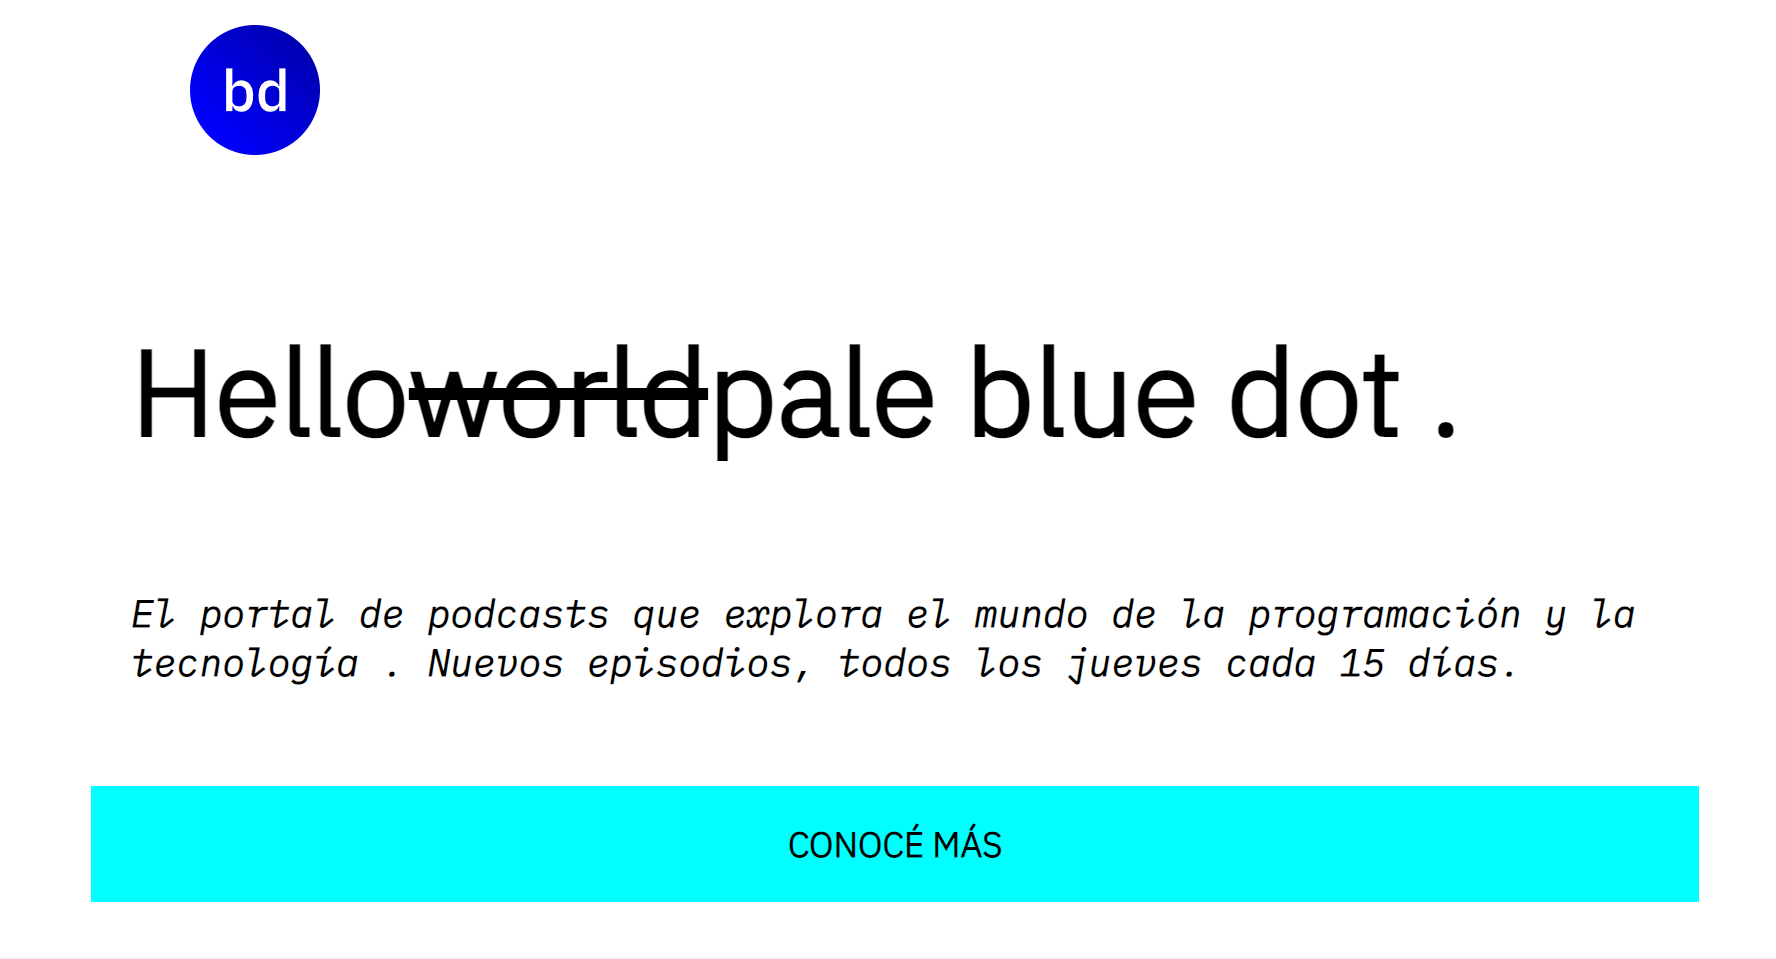 bd
Helloworldpale blue dot .
El portal de podcasts que explora el mundo de la programación y la
tecnología . Nuevos episodios, todos los jueves cada 15 días.
CONOCÉ MÁS